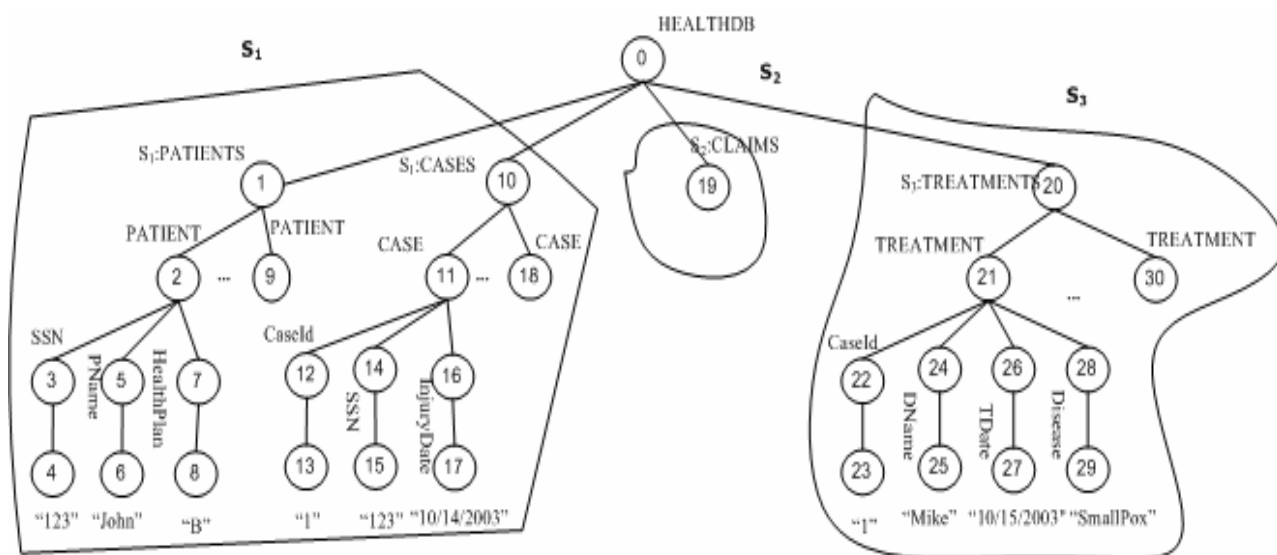 HEALTHDB
S₁
0
S₂
S₃
S₁:PATIENTS
1
S₁:CASES
10
S₂:CLAIMS
19
S₃:TREATMENTS
20
PATIENT
PATIENT
CASE
CASE
TREATMENT
TREATMENT
2
...
9
11
...
18
21
...
30
SSN
CaseId
CaseId
3
PName
5
HealthPlan
7
12
14
SSN
16
InjuryDate
22
24
DName
26
TDate
28
Disease
4
6
8
13
15
17
23
25
27
29
“123”
“John”
“B”
“1”
“123”
“10/14/2003”
“1”
“Mike”
“10/15/2003”
“SmallPox”